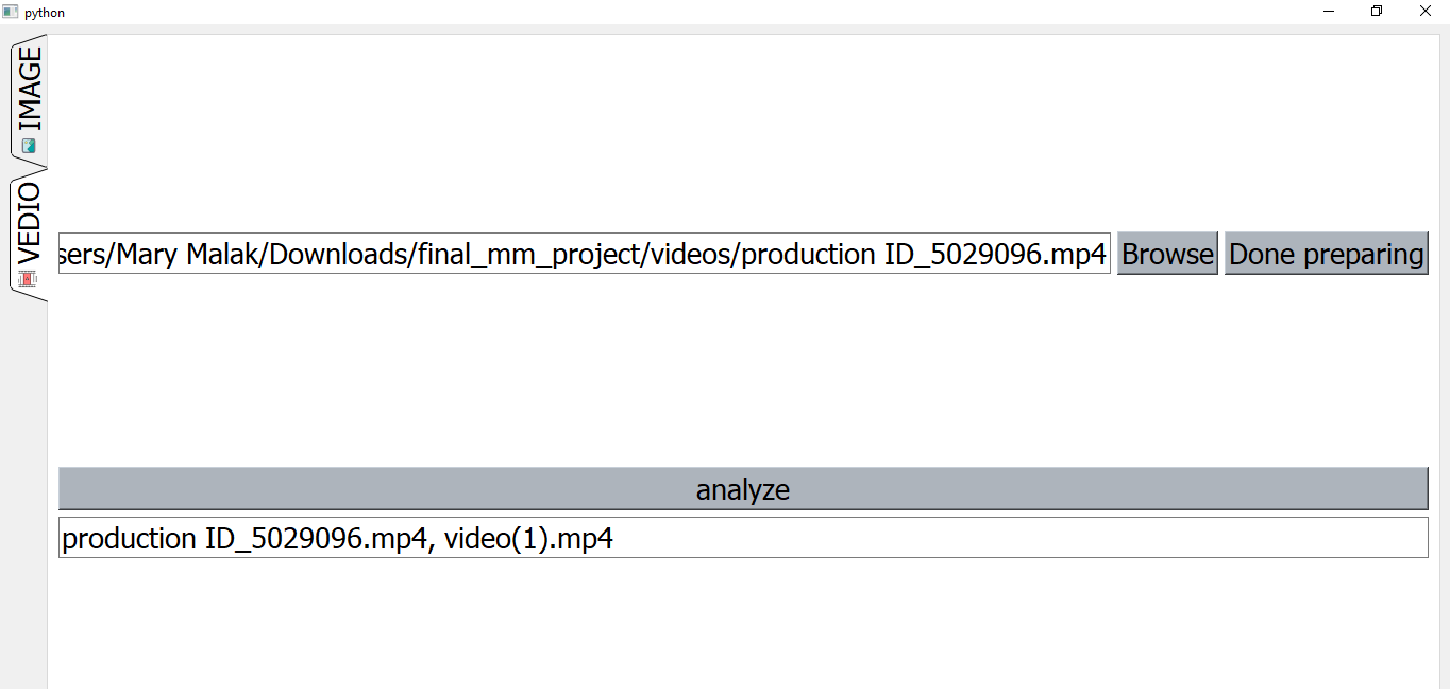 python
IMAGE
VEDIO
sers/Mary Malak/Downloads/final_mm_project/videos/production ID_5029096.mp4 Browse Done preparing
analyze
production ID_5029096.mp4, video(1).mp4